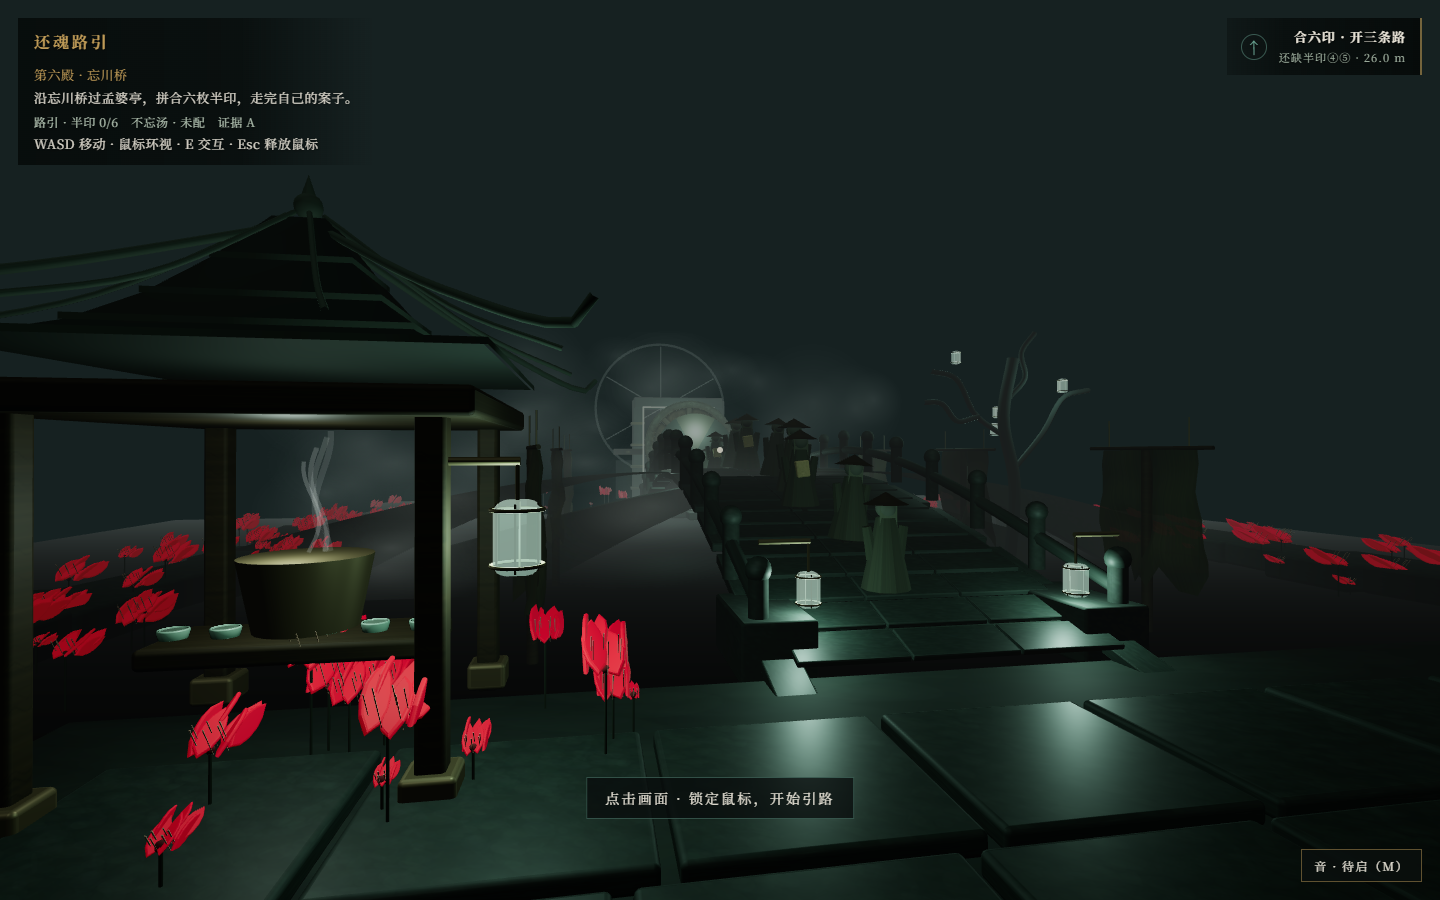 还魂路引
第六殿 · 忘川桥
沿忘川桥过孟婆亭，拼合六枚半印，走完自己的案子。
路引 · 半印 0/6 不忘汤 · 未配 证据 A
WASD 移动 · 鼠标环视 · E 交互 · Esc 释放鼠标
合六印 · 开三条路
还缺半印④⑤ · 26.0 m
点击画面 · 锁定鼠标，开始引路
音 · 待启（M）